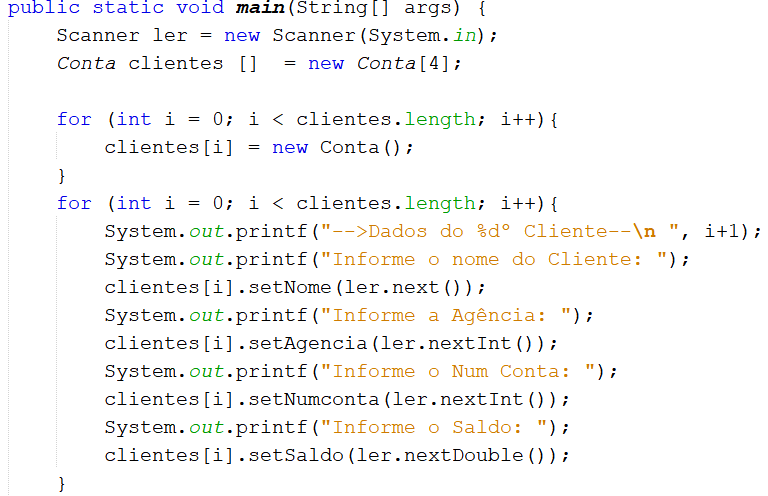 public static void main(String[] args) {
Scanner ler = new Scanner(System.in);
Conta clientes []  = new Conta[4];
for (int i = 0; i < clientes.length; i++){
clientes[i] = new Conta();
}
for (int i = 0; i < clientes.length; i++){
System.out.printf("-->Dados do %dº Cliente--\n ", i+1);
System.out.printf("Informe o nome do Cliente: ");
clientes[i].setNome(ler.next());
System.out.printf("Informe a Agência: ");
clientes[i].setAgencia(ler.nextInt());
System.out.printf("Informe o Num Conta: ");
clientes[i].setNumconta(ler.nextInt());
System.out.printf("Informe o Saldo: ");
clientes[i].setSaldo(ler.nextDouble());
}